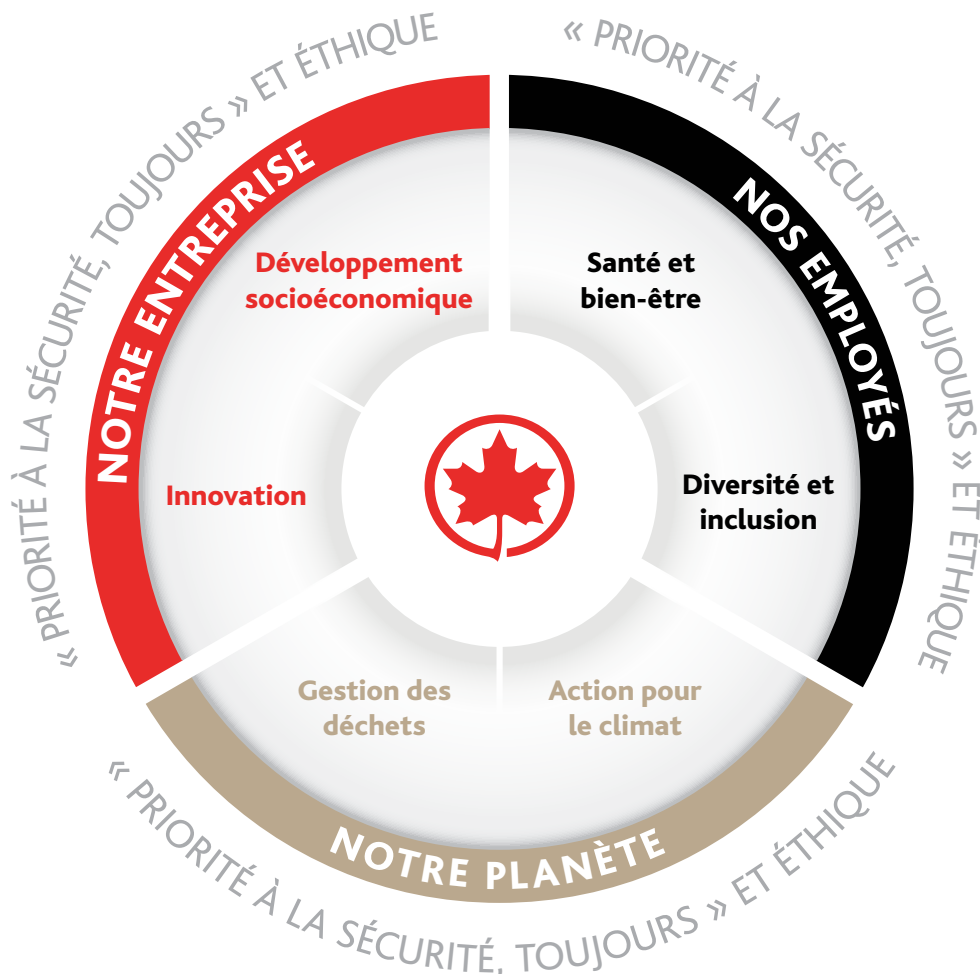 « PRIORITÉ À LA SÉCURITÉ, TOUJOURS » ET ÉTHIQUE
« PRIORITÉ À LA SÉCURITÉ, TOUJOURS » ET ÉTHIQUE
NOTRE ENTREPRISE
Développement
socioéconomique
Innovation
NOS EMPLOYÉS
Santé et
bien-être
Diversité et
inclusion
Gestion des
déchets
Action pour
le climat
NOTRE PLANÈTE
« PRIORITÉ À LA SÉCURITÉ, TOUJOURS » ET ÉTHIQUE